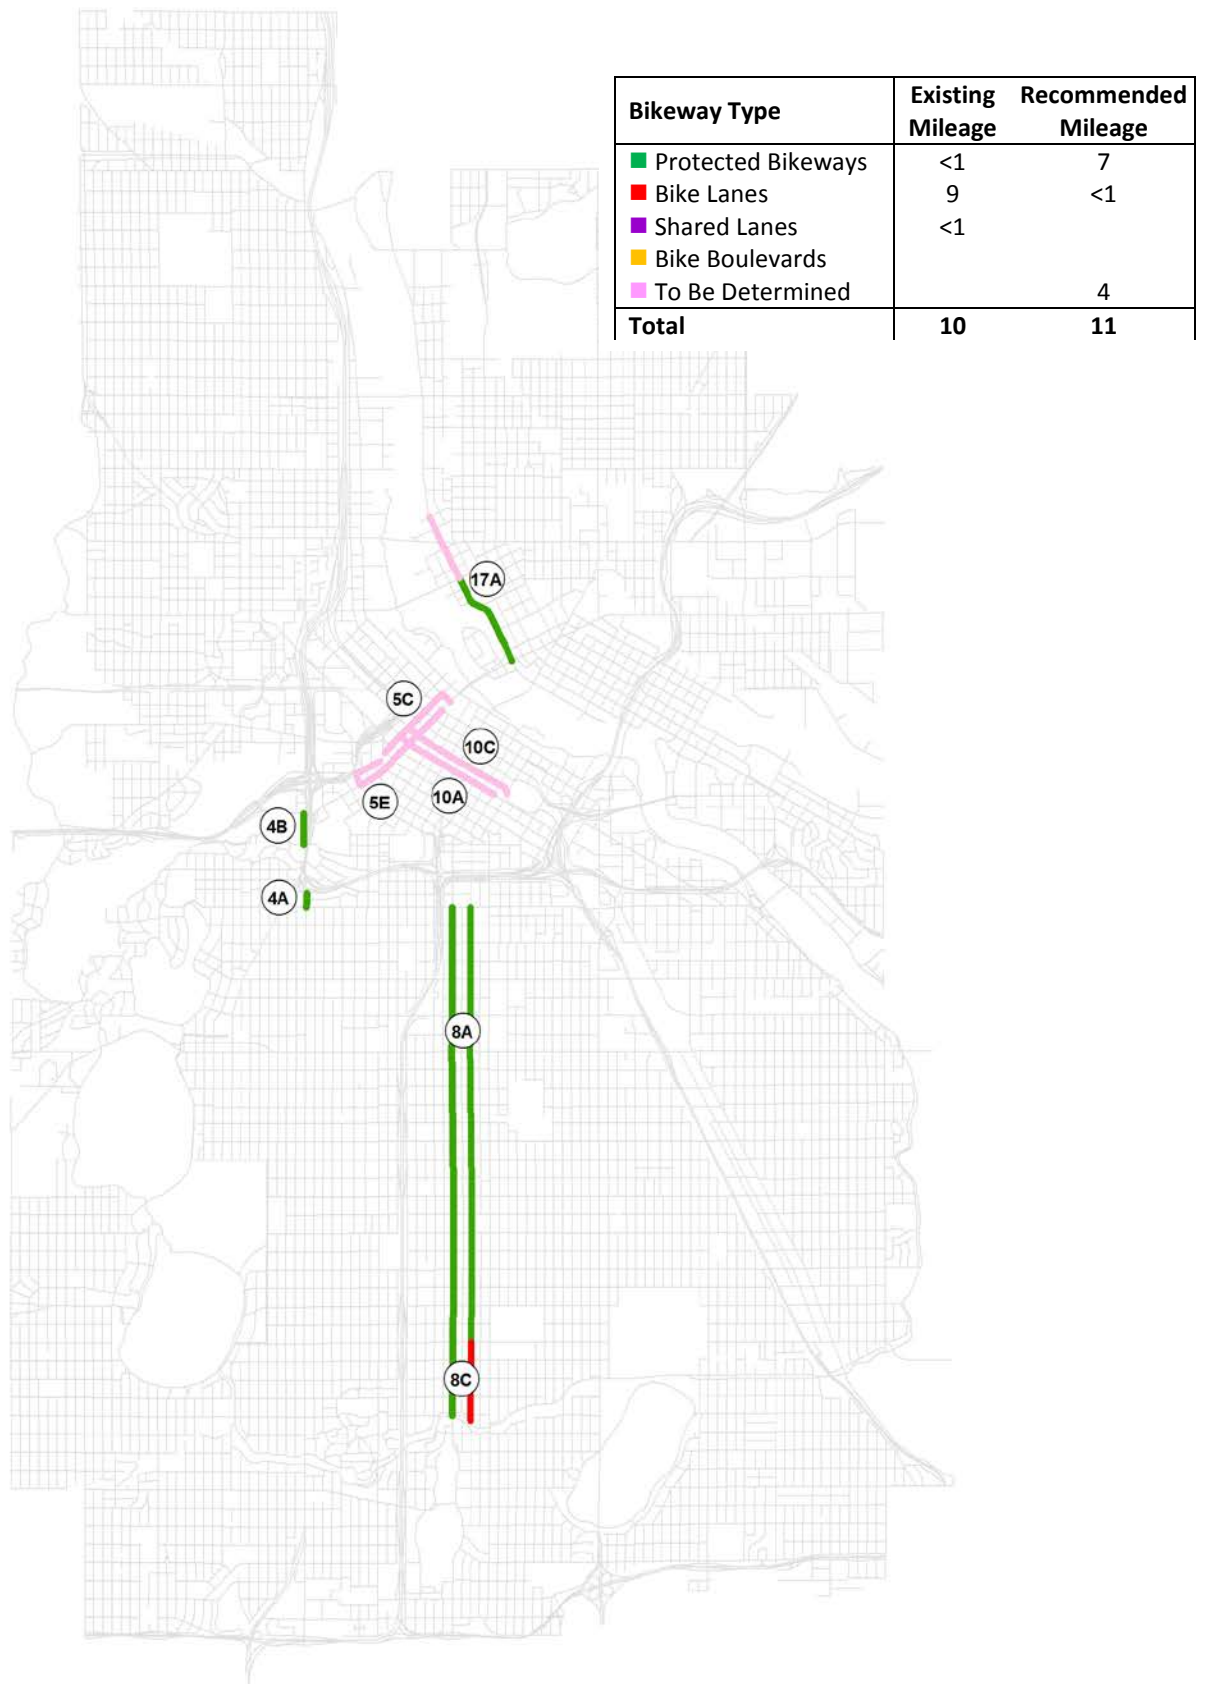 Bikeway Type Existing Mileage Recommended Mileage
Protected Bikeways <1 7
Bike Lanes 9 <1
Shared Lanes <1
Bike Boulevards
To Be Determined 4
Total 10 11
17A
5C
10C
5E
10A
4B
4A
8A
8C